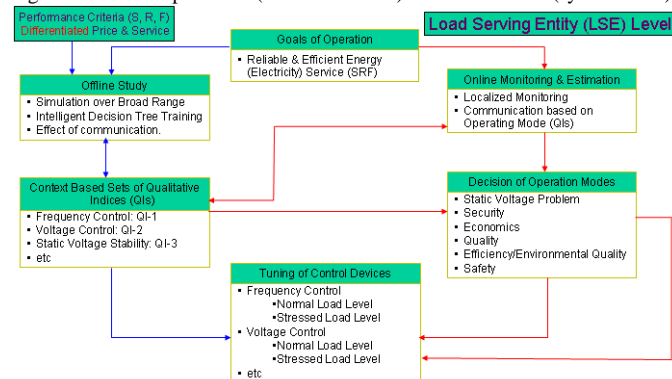 Performance Criteria (S, R, F)
Differentiated Price & Service
Load Serving Entity (LSE) Level
Goals of Operation
▪ Reliable & Efficient Energy
(Electricity) Service (SRF)
Offline Study
▪ Simulation over Broad Range
▪ Intelligent Decision Tree Training
▪ Effect of communication.
Online Monitoring & Estimation
▪ Localized Monitoring
▪ Communication based on
Operating Mode (QIs)
Context Based Sets of Qualitative
Indices (QIs)
▪ Frequency Control: QI-1
▪ Voltage Control: QI-2
▪ Static Voltage Stability: QI-3
▪ etc
Decision of Operation Modes
▪ Static Voltage Problem
▪ Security
▪ Economics
▪ Quality
▪ Efficiency/Environmental Quality
▪ Safety
Tuning of Control Devices
▪ Frequency Control
▪Normal Load Level
▪Stressed Load Level
▪ Voltage Control
▪Normal Load Level
▪Stressed Load Level
▪ etc